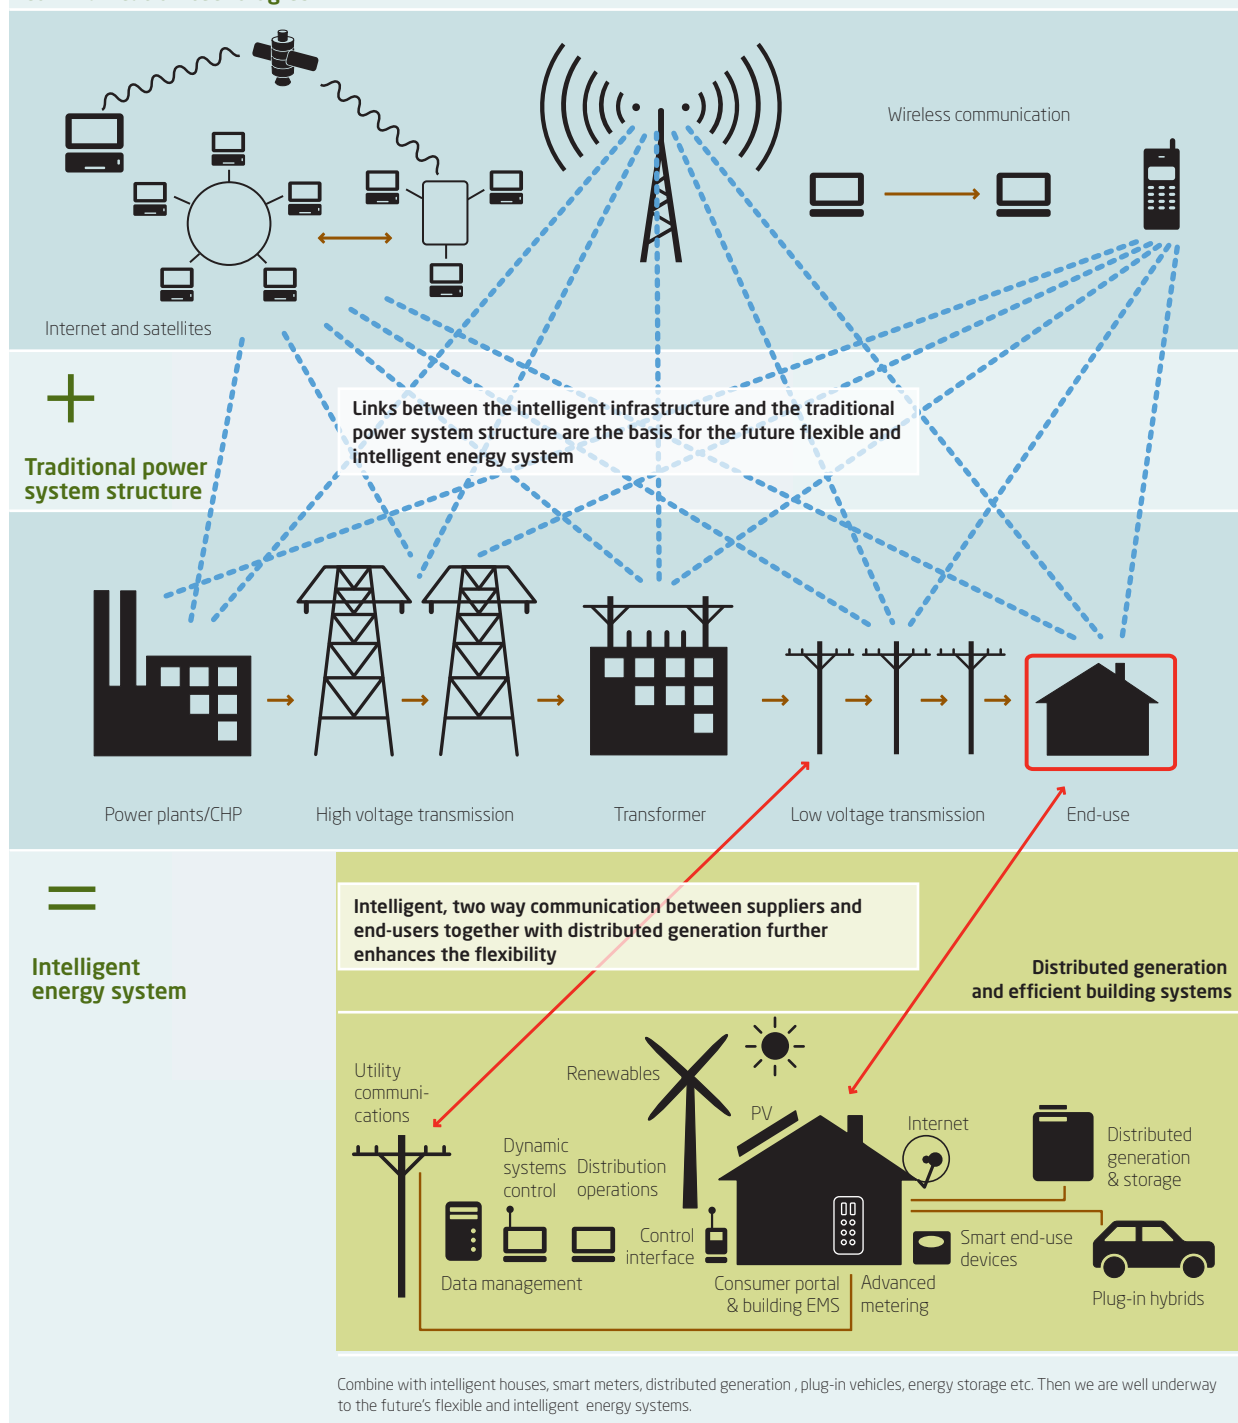 Wireless communication
Internet and satellites
+
Links between the intelligent infrastructure and the traditional
power system structure are the basis for the future flexible and
intelligent energy system
Traditional power
system structure
Power plants/CHP
High voltage transmission
Transformer
Low voltage transmission
End-use
=
Intelligent, two way communication between suppliers and
end-users together with distributed generation further
enhances the flexibility
Intelligent
energy system
Distributed generation
and efficient building systems
Utility
communi-
cations
Renewables
PV
Internet
Dynamic
systems
control
Distribution
operations
Distributed
generation
& storage
Control
interface
Smart end-use
devices
Data management
Consumer portal
& building EMS
Advanced
metering
Plug-in hybrids
Combine with intelligent houses, smart meters, distributed generation , plug-in vehicles, energy storage etc. Then we are well underway
to the future's flexible and intelligent energy systems.